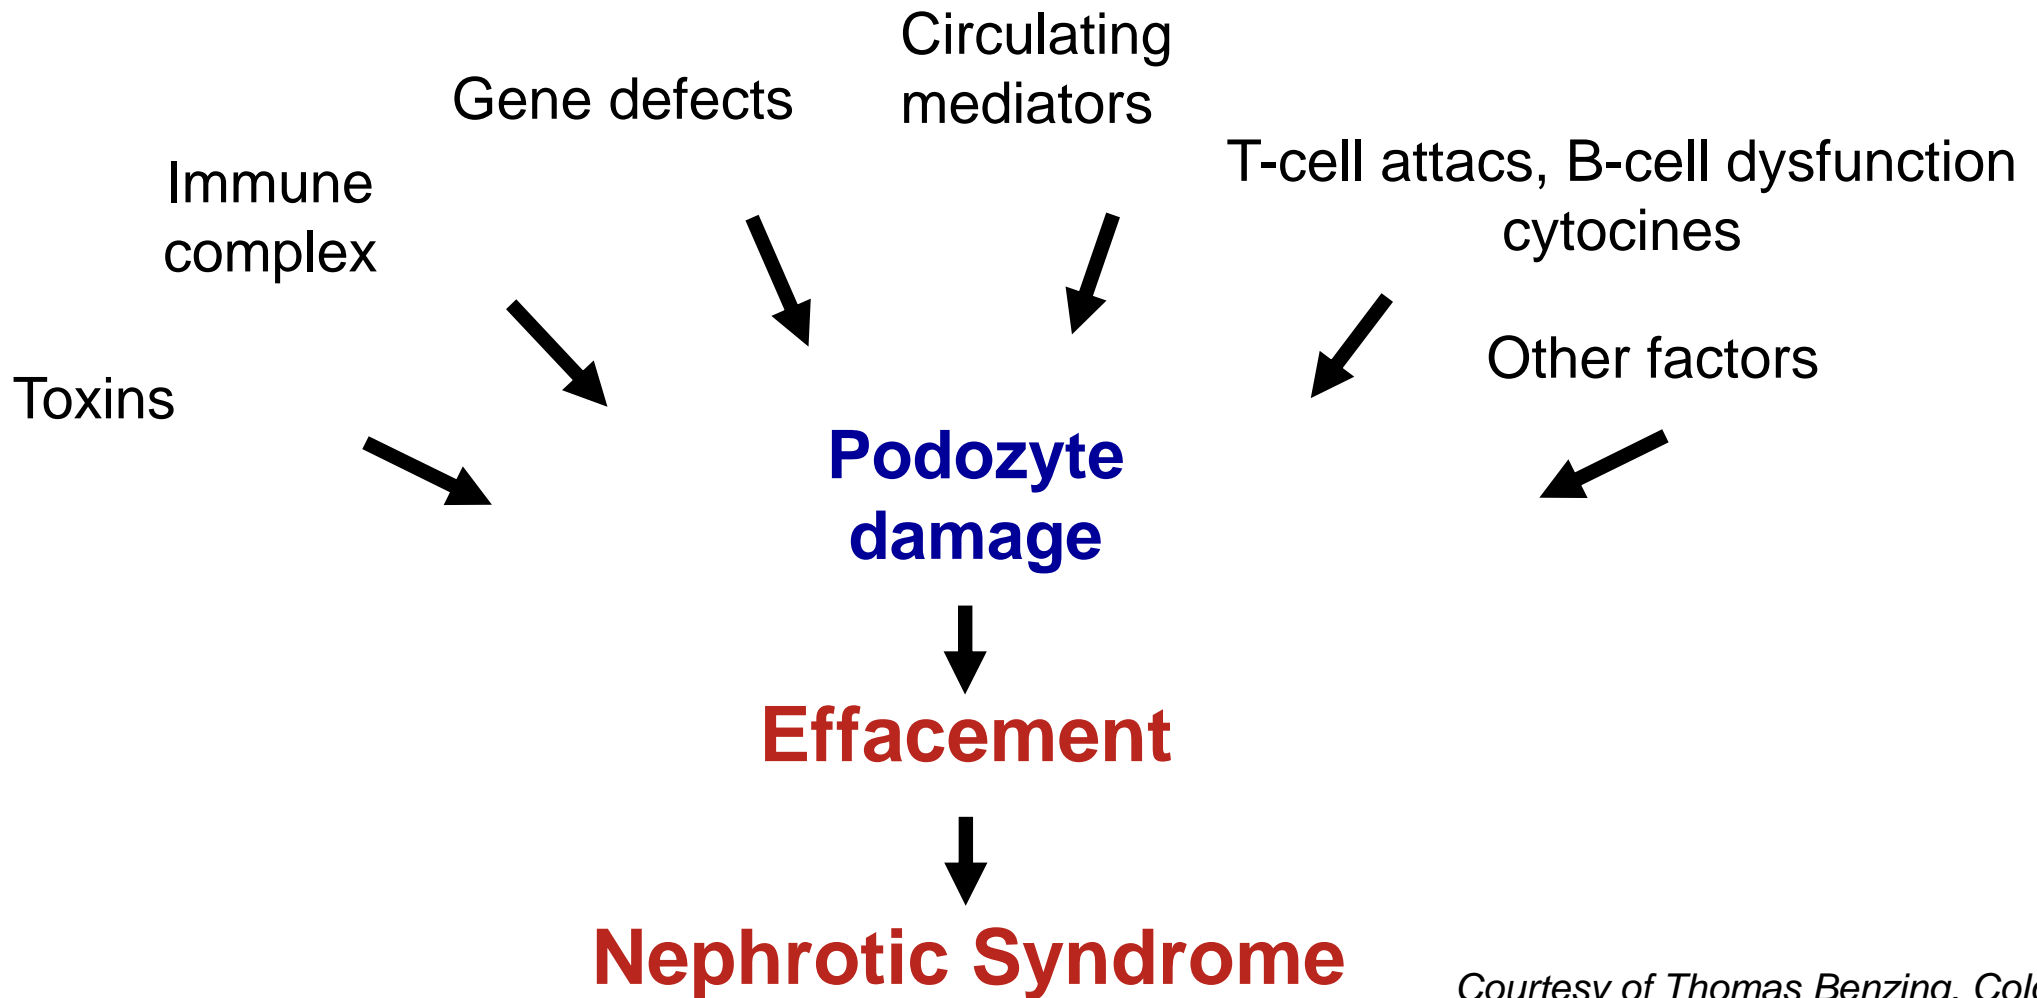 Circulating
mediators
Gene defects
T-cell attacs, B-cell dysfunction
cytocines
Immune
complex
Other factors
Toxins
Podozyte
damage
Effacement
Nephrotic Syndrome
Courtesy of Thomas Benzing,